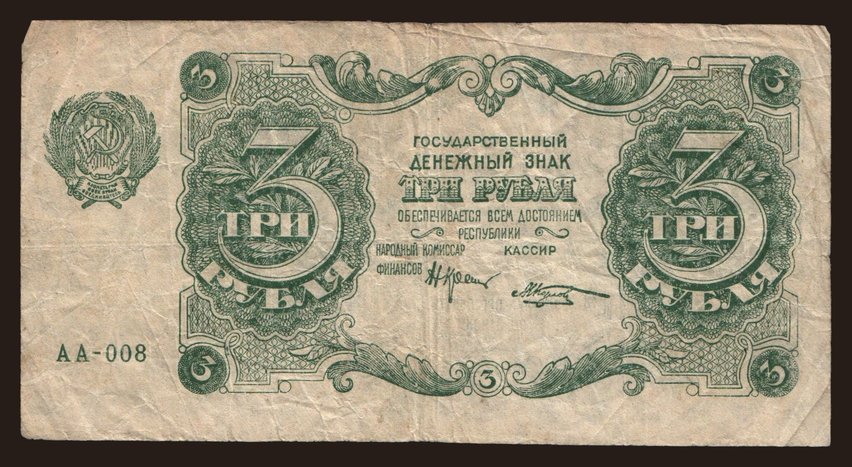 3
3
ГОСУДАРСТВЕННЫЙ
ДЕНЕЖНЫЙ ЗНАК
ТРИ РУБЛЯ
ОБЕСПЕЧИВАЕТСЯ ВСЕМ ДОСТОЯНИЕМ
РЕСПУБЛИКИ
НАРОДНЫЙ КОМИССАР
ФИНАНСОВ
КАССИР
3
ТРИ
РУБЛЯ
3
ТРИ
РУБЛЯ
АА-008
3
3
3